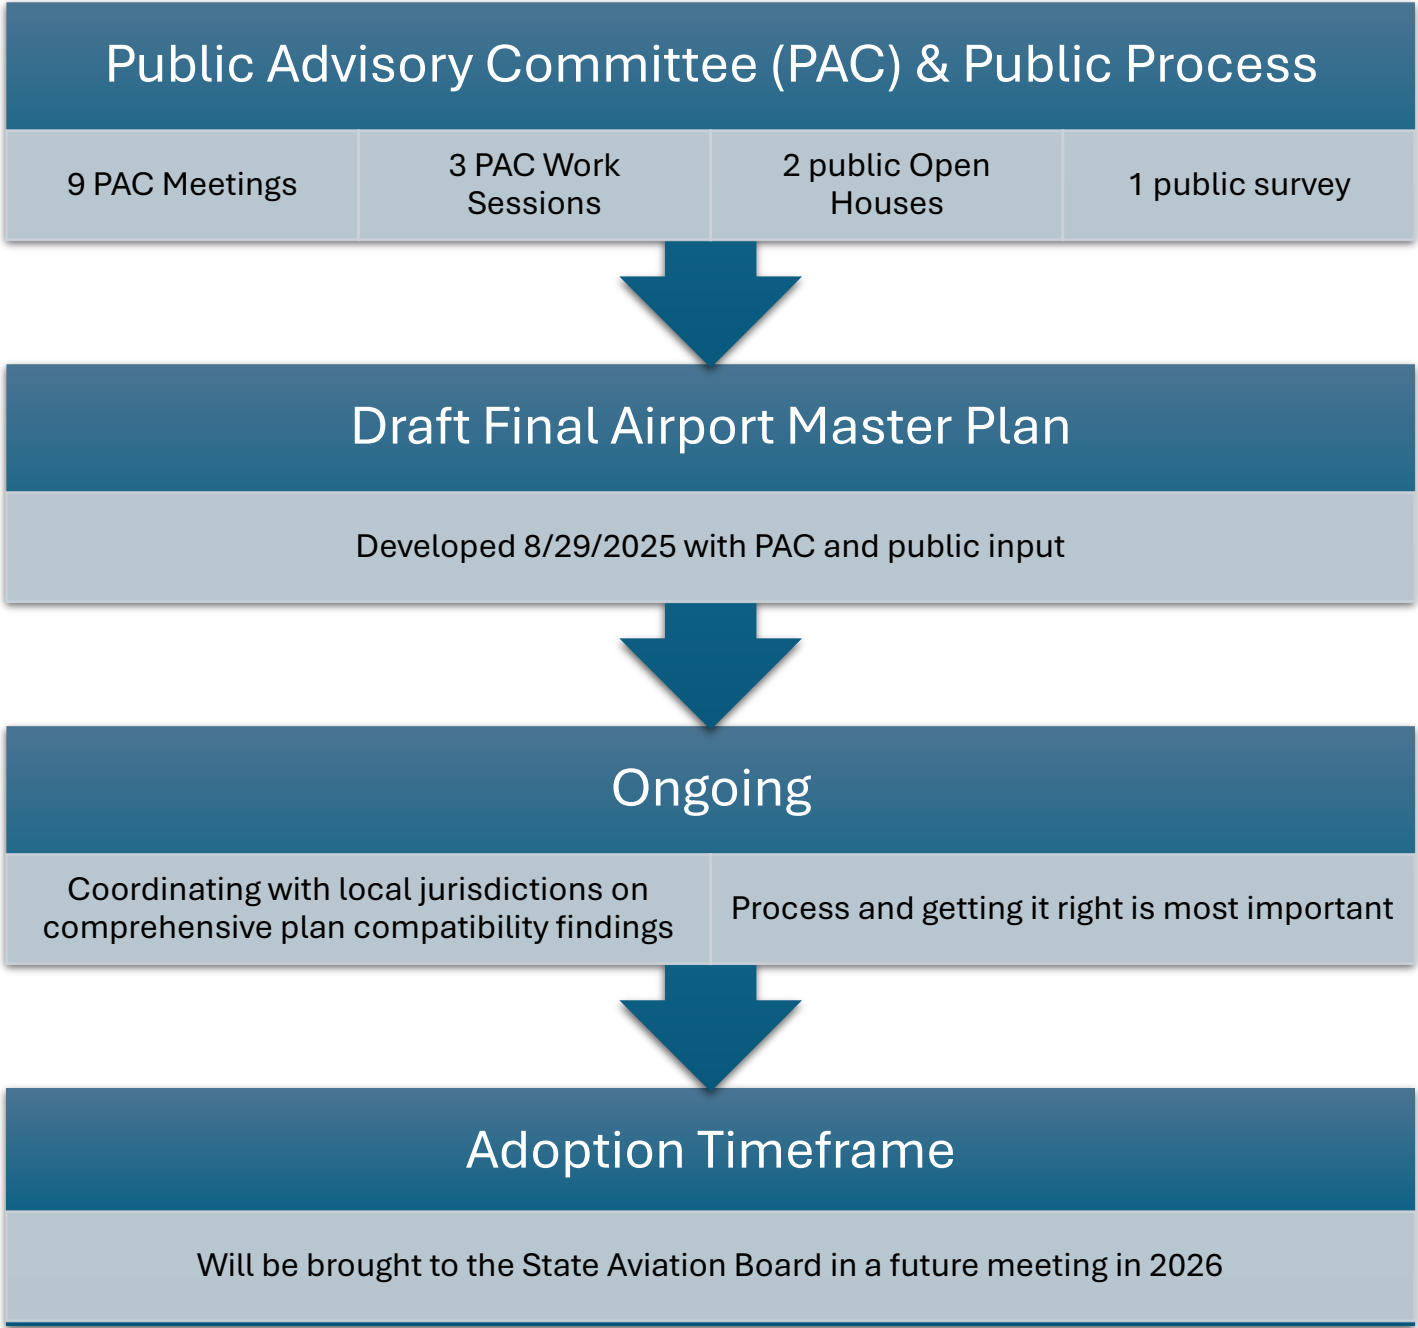 Public Advisory Committee (PAC) & Public Process
9 PAC Meetings
3 PAC Work
Sessions
2 public Open
Houses
1 public survey
Draft Final Airport Master Plan
Developed 8/29/2025 with PAC and public input
Ongoing
Coordinating with local jurisdictions on
comprehensive plan compatibility findings
Process and getting it right is most important
Adoption Timeframe
Will be brought to the State Aviation Board in a future meeting in 2026